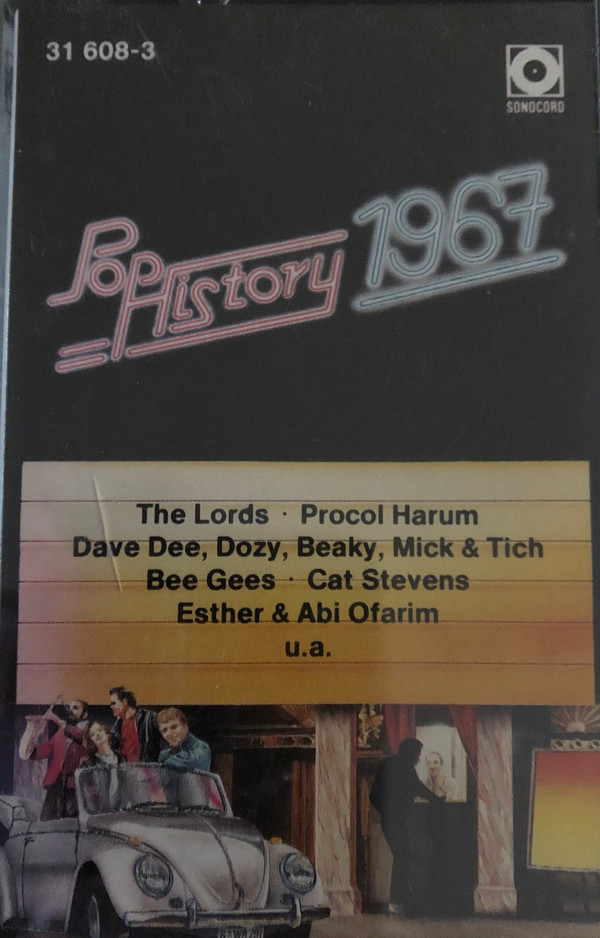 31 608-3
SONOCORD
Pop History 1967
The Lords · Procol Harum
Dave Dee, Dozy, Beaky, Mick & Tich
Bee Gees · Cat Stevens
Esther & Abi Ofarim
u.a.